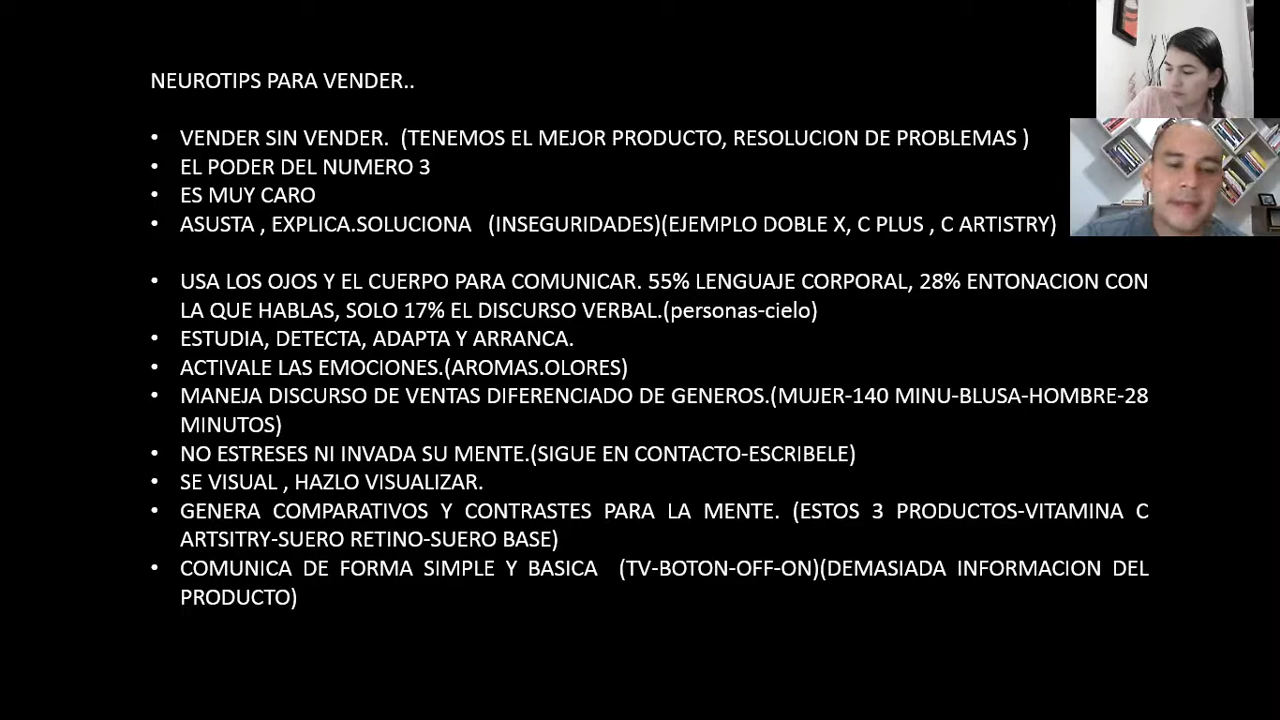 NEUROTIPS PARA VENDER..
• VENDER SIN VENDER. (TENEMOS EL MEJOR PRODUCTO, RESOLUCION DE PROBLEMAS )
• EL PODER DEL NUMERO 3
• ES MUY CARO
• ASUSTA , EXPLICA.SOLUCIONA (INSEGURIDADES)(EJEMPLO DOBLE X, C PLUS , C ARTISTRY)
• USA LOS OJOS Y EL CUERPO PARA COMUNICAR. 55% LENGUAJE CORPORAL, 28% ENTONACION CON
LA QUE HABLAS, SOLO 17% EL DISCURSO VERBAL.(personas-cielo)
• ESTUDIA, DETECTA, ADAPTA Y ARRANCA.
• ACTIVALE LAS EMOCIONES.(AROMAS.OLORES)
• MANEJA DISCURSO DE VENTAS DIFERENCIADO DE GENEROS.(MUJER-140 MINU-BLUSA-HOMBRE-28
MINUTOS)
• NO ESTRESES NI INVADA SU MENTE.(SIGUE EN CONTACTO-ESCRIBELE)
• SE VISUAL , HAZLO VISUALIZAR.
• GENERA COMPARATIVOS Y CONTRASTES PARA LA MENTE. (ESTOS 3 PRODUCTOS-VITAMINA C
ARTSITRY-SUERO RETINO-SUERO BASE)
• COMUNICA DE FORMA SIMPLE Y BASICA (TV-BOTON-OFF-ON)(DEMASIADA INFORMACION DEL
PRODUCTO)